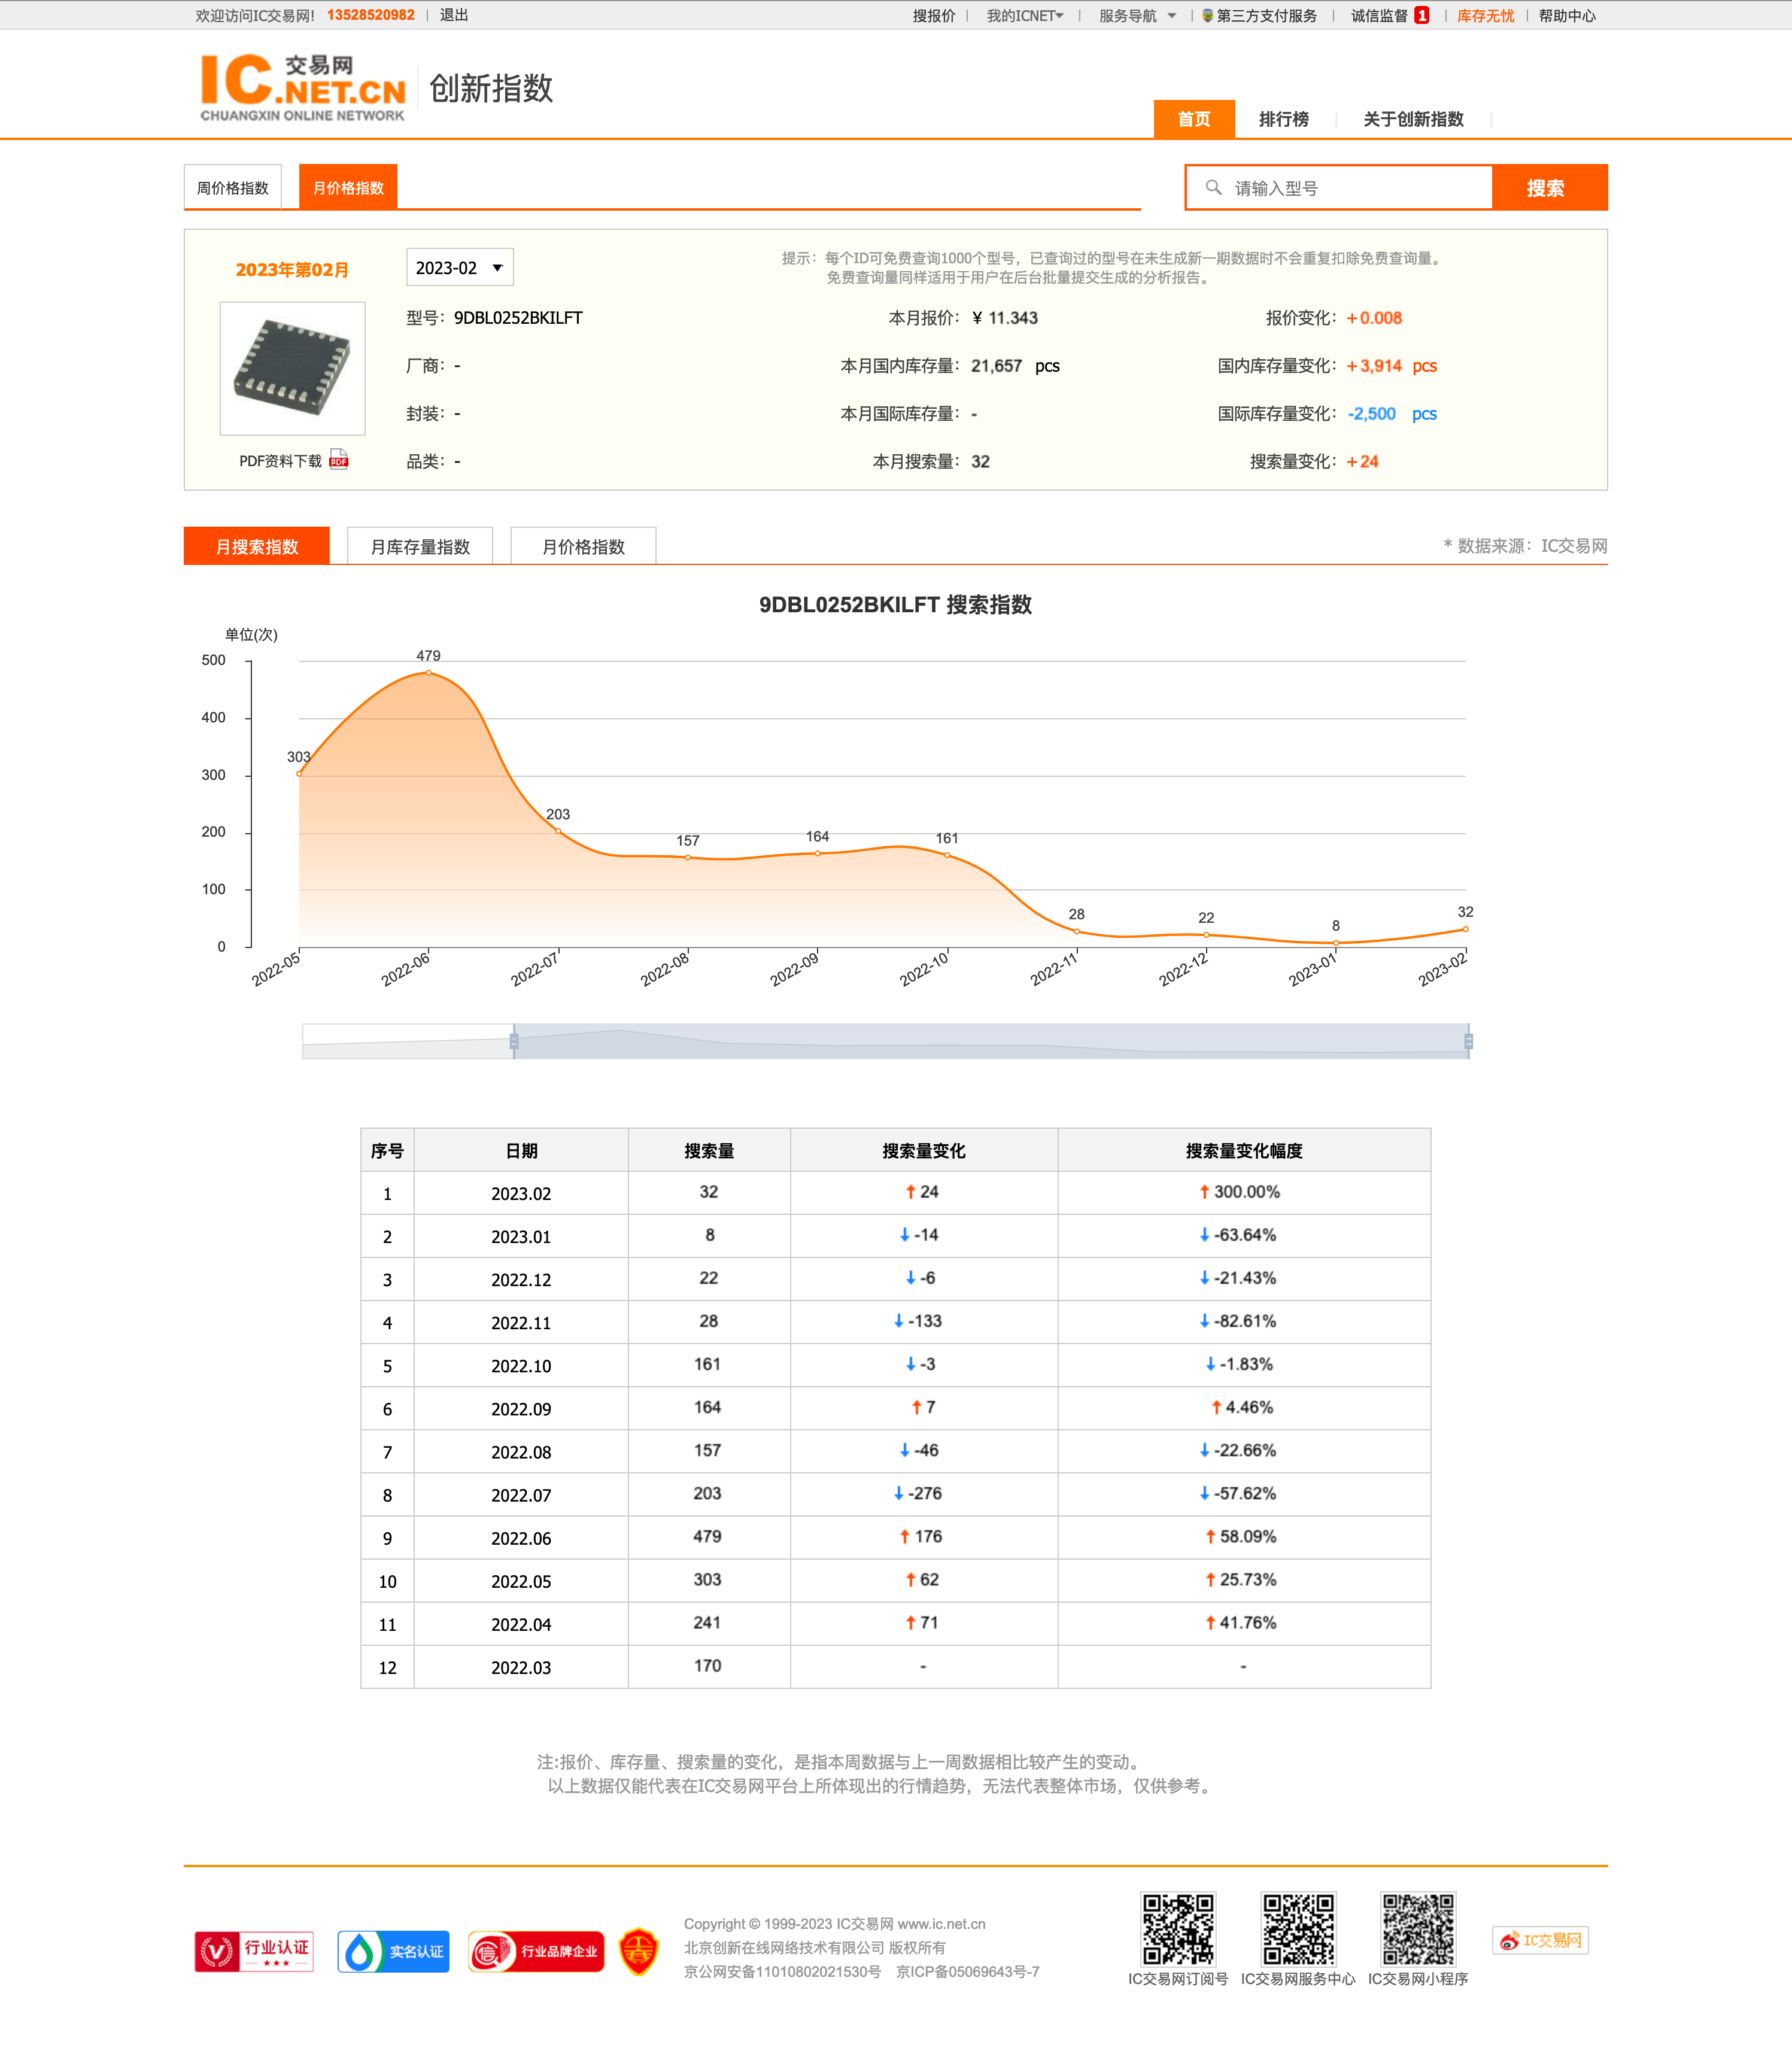 欢迎访问IC交易网! 13528520982 | 退出 搜报价 | 我的ICNET | 服务导航 | 第三方支付服务 | 诚信监督 1 | 库存无忧 | 帮助中心
IC 交易网 .NET.CN 创新指数
CHUANGXIN ONLINE NETWORK
首页 排行榜 关于创新指数
周价格指数 月价格指数 请输入型号 搜索
2023年第02月 2023-02 提示：每个ID可免费查询1000个型号，已查询过的型号在未生成新一期数据时不会重复扣除免费查询量。
免费查询量同样适用于用户在后台批量提交生成的分析报告。
型号：9DBL0252BKILFT 本月报价：¥ 11.343 报价变化：+0.008
厂商：- 本月国内库存量：21,657 pcs 国内库存量变化：+3,914 pcs
封装：- 本月国际库存量：- 国际库存量变化：-2,500 pcs
PDF资料下载 PDF 品类：- 本月搜索量：32 搜索量变化：+24
月搜索指数 月库存量指数 月价格指数 * 数据来源：IC交易网
9DBL0252BKILFT 搜索指数
单位(次)
500
400
300
200
100
0
303 479 203 157 164 161 28 22 8 32
2022-05 2022-06 2022-07 2022-08 2022-09 2022-10 2022-11 2022-12 2023-01 2023-02
序号 日期 搜索量 搜索量变化 搜索量变化幅度
1 2023.02 32 ↑ 24 ↑ 300.00%
2 2023.01 8 ↓ -14 ↓ -63.64%
3 2022.12 22 ↓ -6 ↓ -21.43%
4 2022.11 28 ↓ -133 ↓ -82.61%
5 2022.10 161 ↓ -3 ↓ -1.83%
6 2022.09 164 ↑ 7 ↑ 4.46%
7 2022.08 157 ↓ -46 ↓ -22.66%
8 2022.07 203 ↓ -276 ↓ -57.62%
9 2022.06 479 ↑ 176 ↑ 58.09%
10 2022.05 303 ↑ 62 ↑ 25.73%
11 2022.04 241 ↑ 71 ↑ 41.76%
12 2022.03 170 - -
注:报价、库存量、搜索量的变化，是指本周数据与上一周数据相比较产生的变动。
以上数据仅能代表在IC交易网平台上所体现出的行情趋势，无法代表整体市场，仅供参考。
行业认证 实名认证 信 行业品牌企业
Copyright © 1999-2023 IC交易网 www.ic.net.cn
北京创新在线网络技术有限公司 版权所有
京公网安备11010802021530号 京ICP备05069643号-7
IC交易网订阅号 IC交易网服务中心 IC交易网小程序
IC交易网